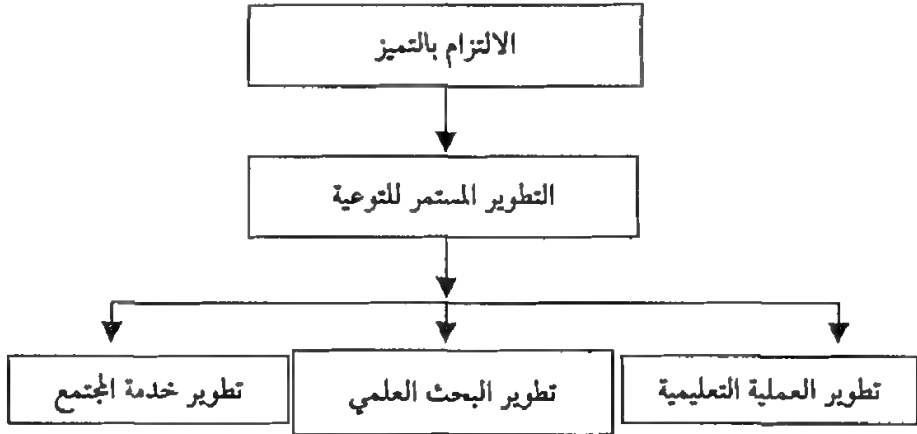 الالتزام بالتميز
التطوير المستمر للتوعية
تطوير العملية التعليمية
تطوير البحث العلمي
تطوير خدمة المجتمع